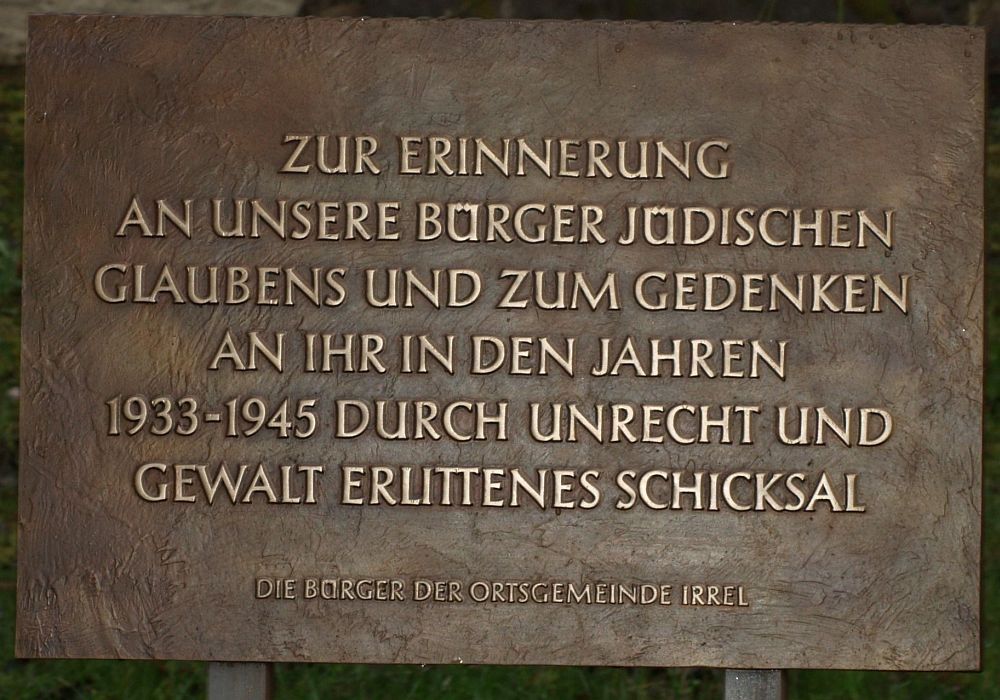 ZUR ERINNERUNG
AN UNSERE BÜRGER JÜDISCHEN
GLAUBENS UND ZUM GEDENKEN
AN IHR IN DEN JAHREN
1933-1945 DURCH UNRECHT UND
GEWALT ERLITTENES SCHICKSAL
DIE BÜRGER DER ORTSGEMEINDE IRREL